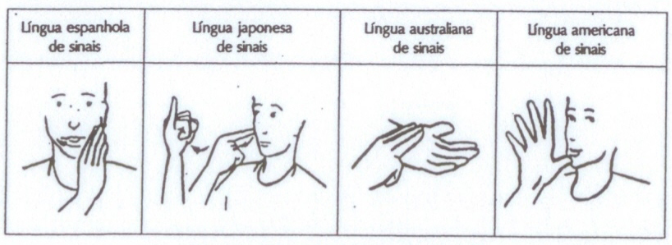 Língua espanhola
de sinais
Língua japonesa
de sinais
Língua australiana
de sinais
Língua americana
de sinais